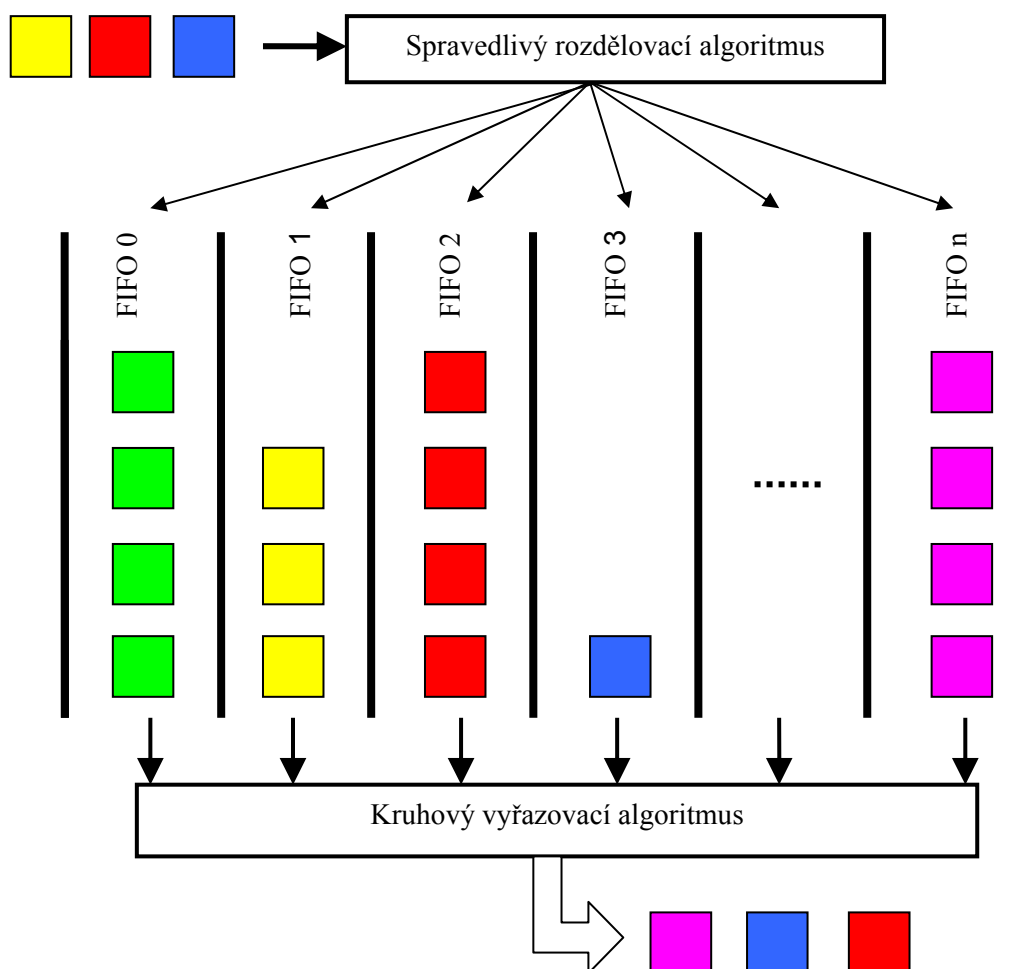 Spravedlivý rozdělovací algoritmus
FIFO 0
FIFO 1
FIFO 2
FIFO 3
FIFO n
......
Kruhový vyřazovací algoritmus